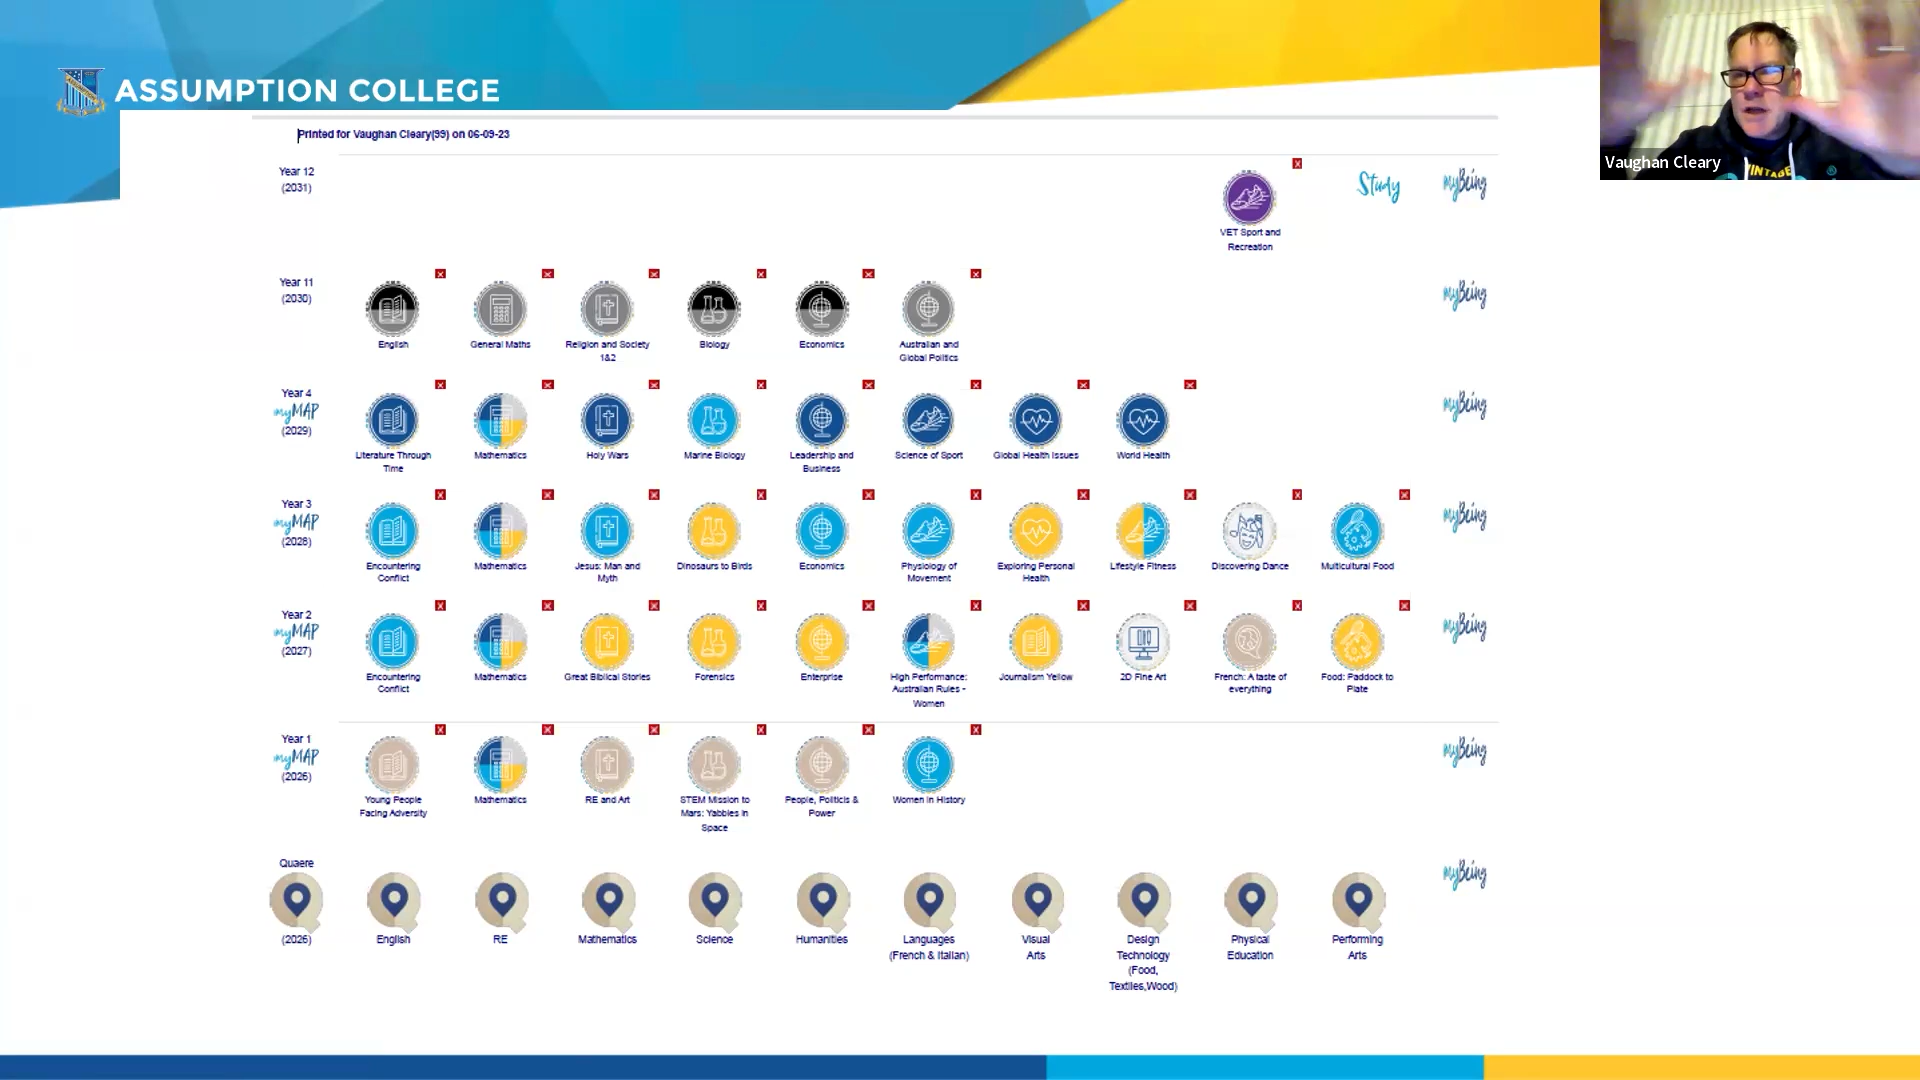 ASSUMPTION COLLEGE
Vaughan Cleary
VINTAGE
Printed for Vaughan Cleary(99) on 06-09-23
Year 12
(2031)
VET Sport and
Recreation
Study
myBeing
Year 11
(2030)
English
General Maths
Religion and Society
1&2
Biology
Economics
Australian and
Global Politics
myBeing
Year 4
myMAP
(2029)
Literature Through
Time
Mathematics
Holy Wars
Marine Biology
Leadership and
Business
Science of Sport
Global Health Issues
World Health
myBeing
Year 3
myMAP
(2028)
Encountering
Conflict
Mathematics
Jesus: Man and
Myth
Dinosaurs to Birds
Economics
Physiology of
Movement
Exploring Personal
Health
Lifestyle Fitness
Discovering Dance
Multicultural Food
myBeing
Year 2
myMAP
(2027)
Encountering
Conflict
Mathematics
Great Biblical Stories
Forensics
Enterprise
High Performance:
Australian Rules -
Women
Journalism Yellow
2D Fine Art
French: A taste of
everything
Food: Paddock to
Plate
myBeing
Year 1
myMAP
(2026)
Young People
Facing Adversity
Mathematics
RE and Art
STEM Mission to
Mars: Yabbies in
Space
People, Politics &
Power
Women in History
myBeing
Quaere
(2026)
English
RE
Mathematics
Science
Humanities
Languages
(French & Italian)
Visual
Arts
Design
Technology
(Food,
Textiles,Wood)
Physical
Education
Performing
Arts
myBeing